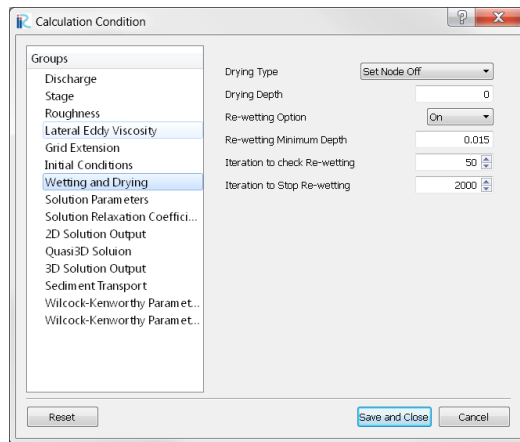 iRIC Calculation Condition
Groups
Discharge
Stage
Roughness
Lateral Eddy Viscosity
Grid Extension
Initial Conditions
Wetting and Drying
Solution Parameters
Solution Relaxation Coeffici...
2D Solution Output
Quasi3D Soluion
3D Solution Output
Sediment Transport
Wilcock-Kenworthy Paramet...
Wilcock-Kenworthy Paramet...
Drying Type Set Node Off
Drying Depth 0
Re-wetting Option On
Re-wetting Minimum Depth 0.015
Iteration to check Re-wetting 50
Iteration to Stop Re-wetting 2000
Reset Save and Close Cancel